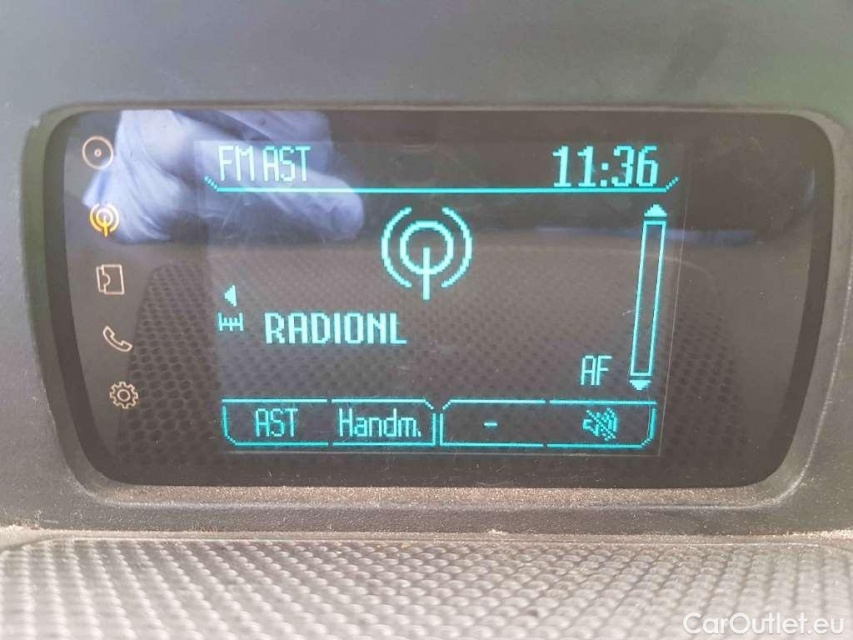 FM AST 11:36
RADIONL
AF
AST Handm. -
CarOutlet.eu